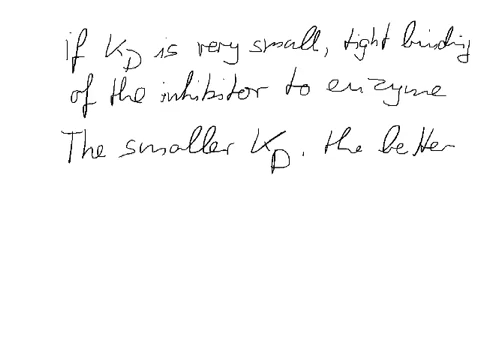 if K_D is very small, tight binding
of the inhibitor to enzyme
The smaller K_D. the better